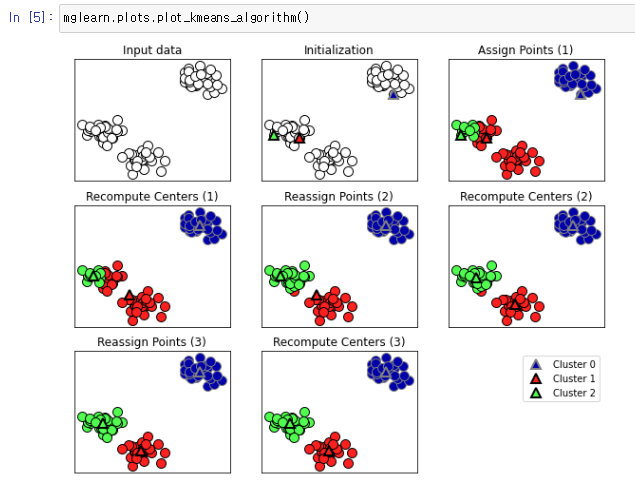 In [5]: mglearn.plots.plot_kmeans_algorithm()
Input data
Initialization
Assign Points (1)
Recompute Centers (1)
Reassign Points (2)
Recompute Centers (2)
Reassign Points (3)
Recompute Centers (3)
Cluster 0
Cluster 1
Cluster 2